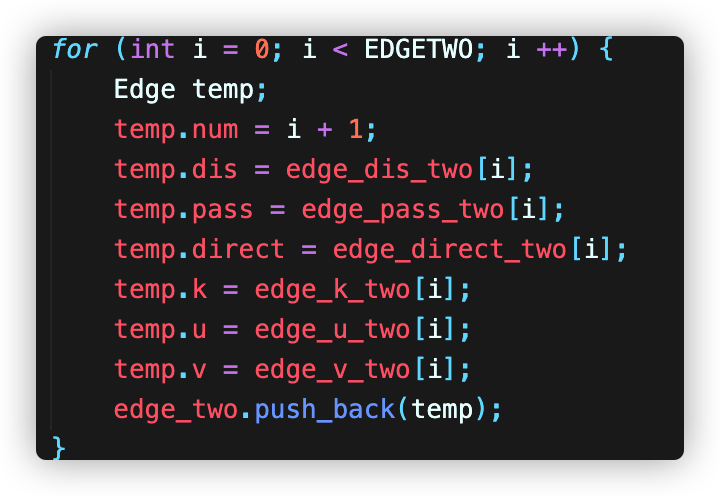 for (int i = 0; i < EDGETWO; i ++) {
    Edge temp;
    temp.num = i + 1;
    temp.dis = edge_dis_two[i];
    temp.pass = edge_pass_two[i];
    temp.direct = edge_direct_two[i];
    temp.k = edge_k_two[i];
    temp.u = edge_u_two[i];
    temp.v = edge_v_two[i];
    edge_two.push_back(temp);
}